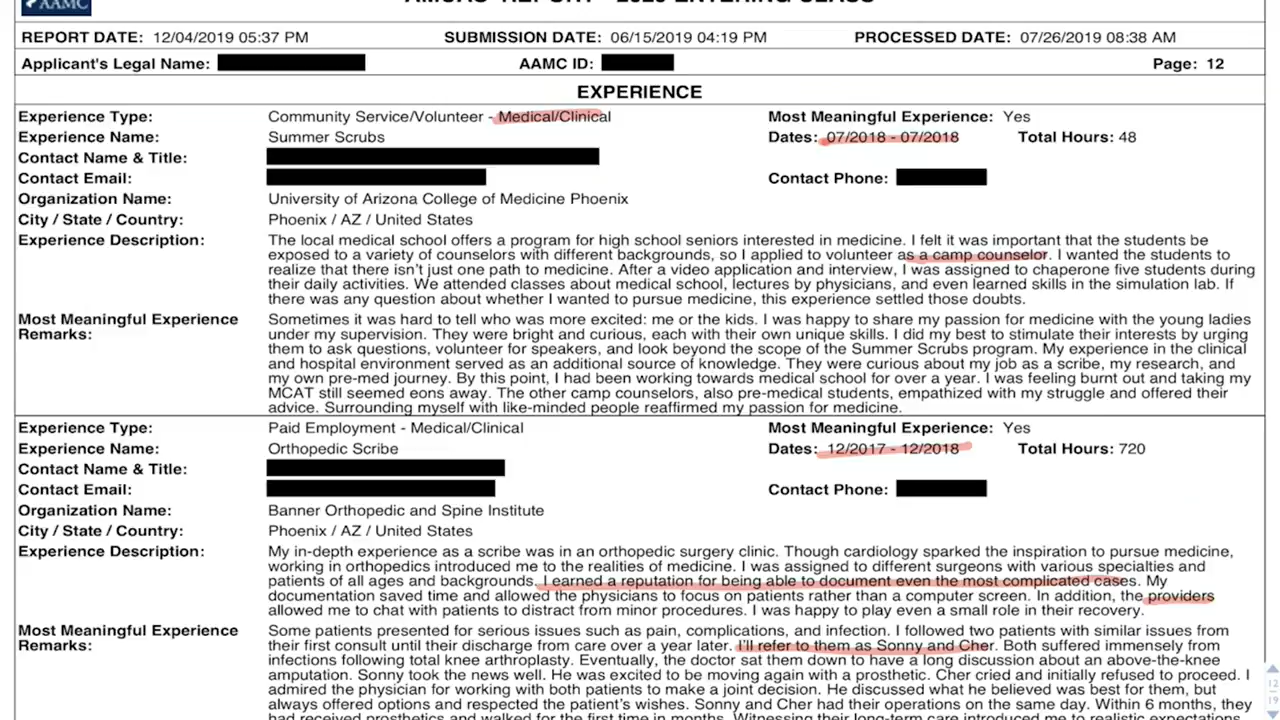 AAMC
AMCAS® REPORT - 2020 ENTERING CLASS
REPORT DATE: 12/04/2019 05:37 PM SUBMISSION DATE: 06/15/2019 04:19 PM PROCESSED DATE: 07/26/2019 08:38 AM
Applicant's Legal Name: AAMC ID: Page: 12
EXPERIENCE
Experience Type: Community Service/Volunteer - Medical/Clinical Most Meaningful Experience: Yes
Experience Name: Summer Scrubs Dates: 07/2018 - 07/2018 Total Hours: 48
Contact Name & Title:
Contact Email: Contact Phone:
Organization Name: University of Arizona College of Medicine Phoenix
City / State / Country: Phoenix / AZ / United States
Experience Description: The local medical school offers a program for high school seniors interested in medicine. I felt it was important that the students be
exposed to a variety of counselors with different backgrounds, so I applied to volunteer as a camp counselor. I wanted the students to
realize that there isn't just one path to medicine. After a video application and interview, I was assigned to chaperone five students during
their daily activities. We attended classes about medical school, lectures by physicians, and even learned skills in the simulation lab. If
there was any question about whether I wanted to pursue medicine, this experience settled those doubts.
Most Meaningful Experience Sometimes it was hard to tell who was more excited: me or the kids. I was happy to share my passion for medicine with the young ladies
Remarks: under my supervision. They were bright and curious, each with their own unique skills. I did my best to stimulate their interests by urging
them to ask questions, volunteer for speakers, and look beyond the scope of the Summer Scrubs program. My experience in the clinical
and hospital environment served as an additional source of knowledge. They were curious about my job as a scribe, my research, and
my own pre-med journey. By this point, I had been working towards medical school for over a year. I was feeling burnt out and taking my
MCAT still seemed eons away. The other camp counselors, also pre-medical students, empathized with my struggle and offered their
advice. Surrounding myself with like-minded people reaffirmed my passion for medicine.
Experience Type: Paid Employment - Medical/Clinical Most Meaningful Experience: Yes
Experience Name: Orthopedic Scribe Dates: 12/2017 - 12/2018 Total Hours: 720
Contact Name & Title:
Contact Email: Contact Phone:
Organization Name: Banner Orthopedic and Spine Institute
City / State / Country: Phoenix / AZ / United States
Experience Description: My in-depth experience as a scribe was in an orthopedic surgery clinic. Though cardiology sparked the inspiration to pursue medicine,
working in orthopedics introduced me to the realities of medicine. I was assigned to different surgeons with various specialties and
patients of all ages and backgrounds. I earned a reputation for being able to document even the most complicated cases. My
documentation saved time and allowed the physicians to focus on patients rather than a computer screen. In addition, the providers
allowed me to chat with patients to distract from minor procedures. I was happy to play even a small role in their recovery.
Most Meaningful Experience Some patients presented for serious issues such as pain, complications, and infection. I followed two patients with similar issues from
Remarks: their first consult until their discharge from care over a year later. I'll refer to them as Sonny and Cher. Both suffered immensely from
infections following total knee arthroplasty. Eventually, the doctor sat them down to have a long discussion about an above-the-knee
amputation. Sonny took the news well. He was excited to be moving again with a prosthetic. Cher cried and initially refused to proceed. I
admired the physician for working with both patients to make a joint decision. He discussed what he believed was best for them, but
always offered options and respected the patient's wishes. Sonny and Cher had their operations on the same day. Within 6 months, they
had received prosthetics and walked for the first time in months. Witnessing their long-term care introduced me to realistic expectations
12
19